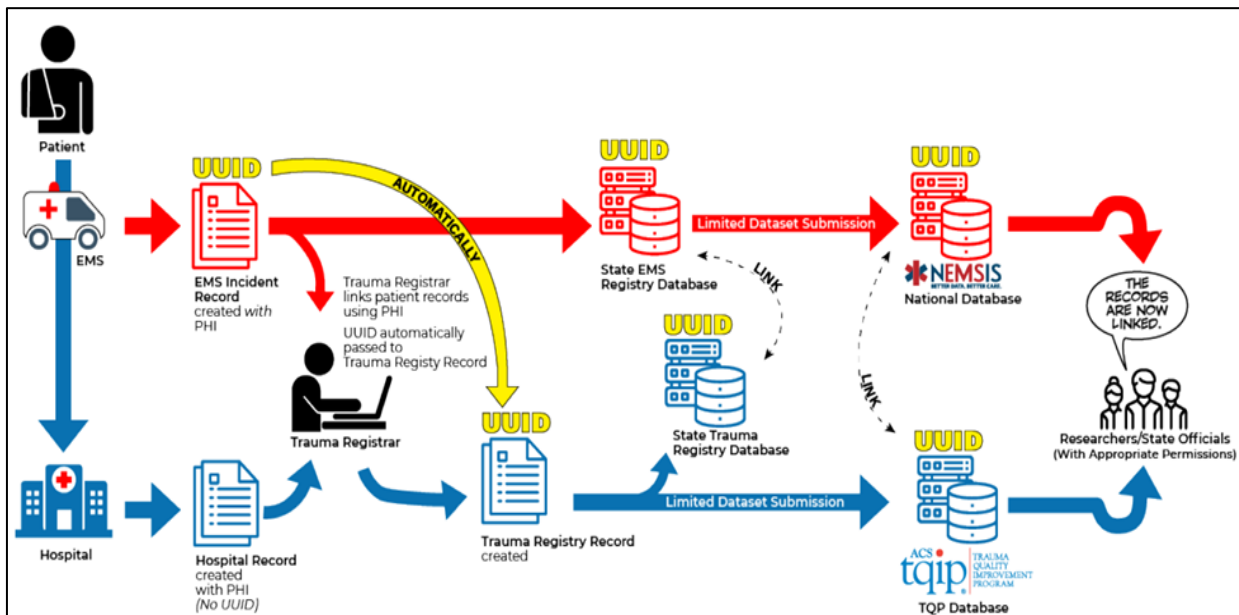 Patient
EMS
UUID
EMS Incident
Record
created with
PHI
AUTOMATICALLY
Trauma Registrar
links patient records
using PHI
UUID automatically
passed to
Trauma Registy Record
Trauma Registrar
UUID
State EMS
Registry Database
Limited Dataset Submission
UUID
NEMSIS
BETTER DATA. BETTER CARE.
National Database
LINK
LINK
THE
RECORDS
ARE NOW
LINKED.
Researchers/State Officials
(With Appropriate Permissions)
Hospital
Hospital Record
created
with PHI
(No UUID)
UUID
Trauma Registry Record
created
UUID
State Trauma
Registry Database
Limited Dataset Submission
UUID
ACS
tqip
TRAUMA
QUALITY
IMPROVEMENT
PROGRAM
TQP Database